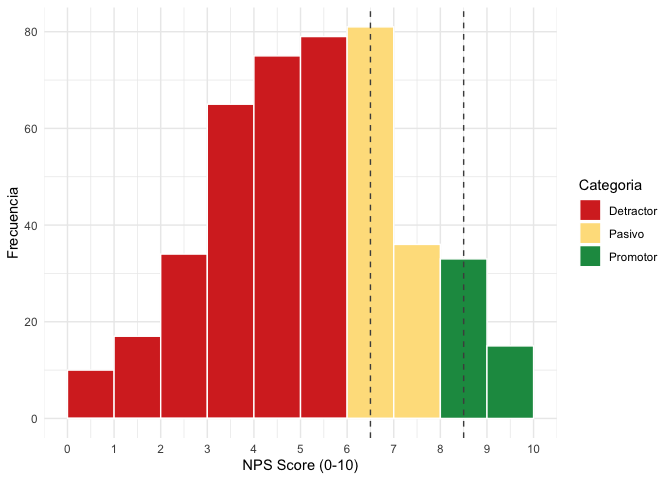 80
60
40
20
0
Frecuencia
0 1 2 3 4 5 6 7 8 9 10
NPS Score (0-10)
Categoria
Detractor
Pasivo
Promotor